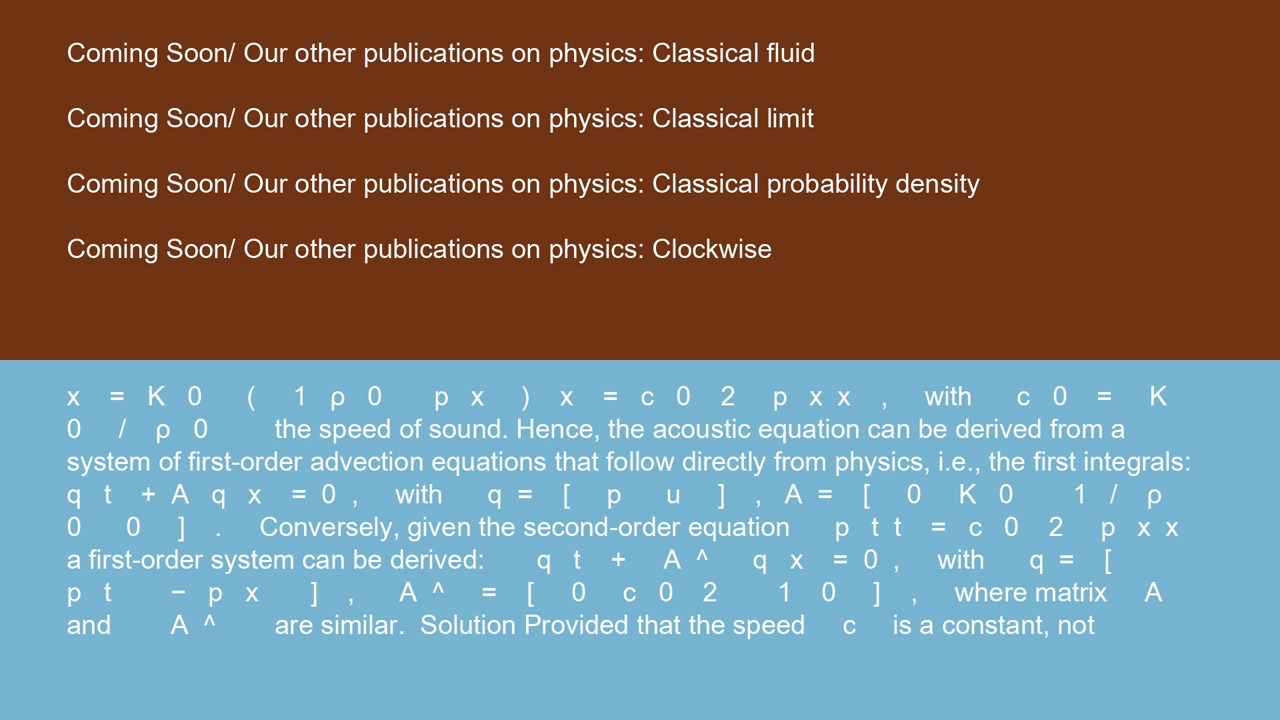 Coming Soon/ Our other publications on physics: Classical fluid
Coming Soon/ Our other publications on physics: Classical limit
Coming Soon/ Our other publications on physics: Classical probability density
Coming Soon/ Our other publications on physics: Clockwise
x = K 0 ( 1 ρ 0 p x ) x = c 0 2 p x x , with c 0 = K
0 / ρ 0 the speed of sound. Hence, the acoustic equation can be derived from a
system of first-order advection equations that follow directly from physics, i.e., the first integrals:
q t + A q x = 0 , with q = [ p u ] , A = [ 0 K 0 1 / ρ
0 0 ] . Conversely, given the second-order equation p t t = c 0 2 p x x
a first-order system can be derived: q t + A ^ q x = 0 , with q = [
p t − p x ] , A ^ = [ 0 c 0 2 1 0 ] , where matrix A
and A ^ are similar. Solution Provided that the speed c is a constant, not